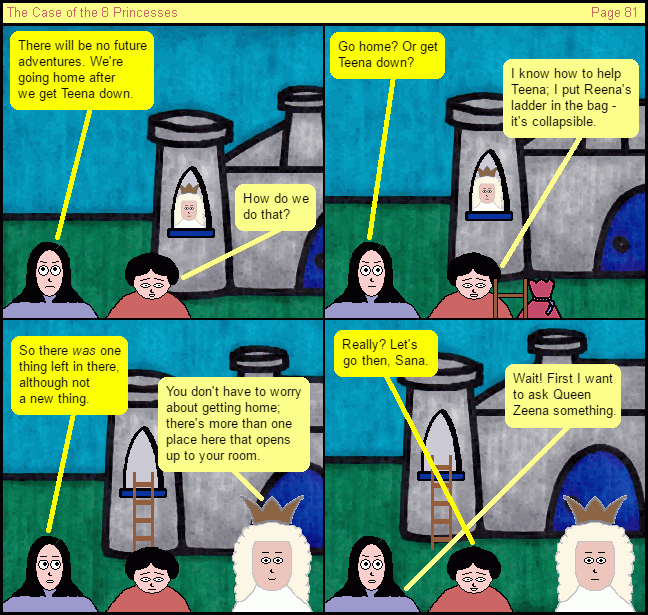 The Case of the 8 Princesses
Page 81
There will be no future
adventures. We're
going home after
we get Teena down.
How do we
do that?
Go home? Or get
Teena down?
I know how to help
Teena; I put Reena's
ladder in the bag -
it's collapsible.
So there was one
thing left in there,
although not
a new thing.
You don't have to worry
about getting home;
there's more than one
place here that opens
up to your room.
Really? Let's
go then, Sana.
Wait! First I want
to ask Queen
Zeena something.